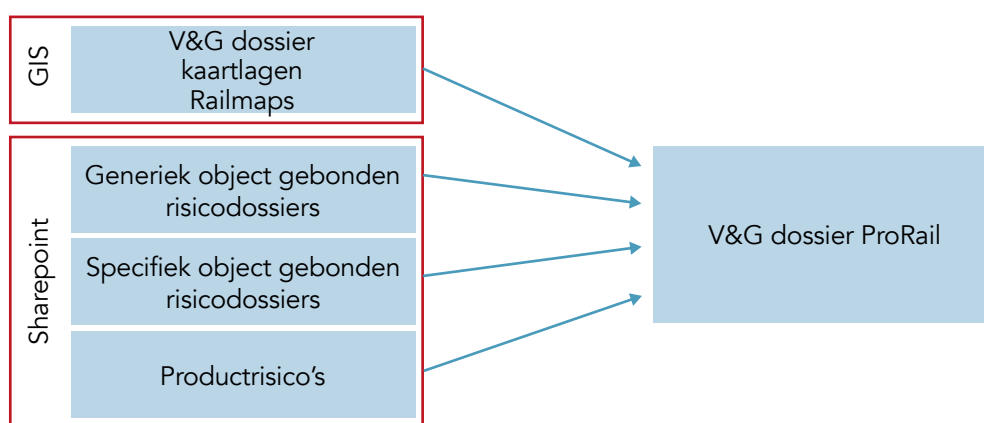 GIS
V&G dossier
kaartlagen
Railmaps
Sharepoint
Generiek object gebonden
risicodossiers
Specifiek object gebonden
risicodossiers
Productrisico’s
V&G dossier ProRail